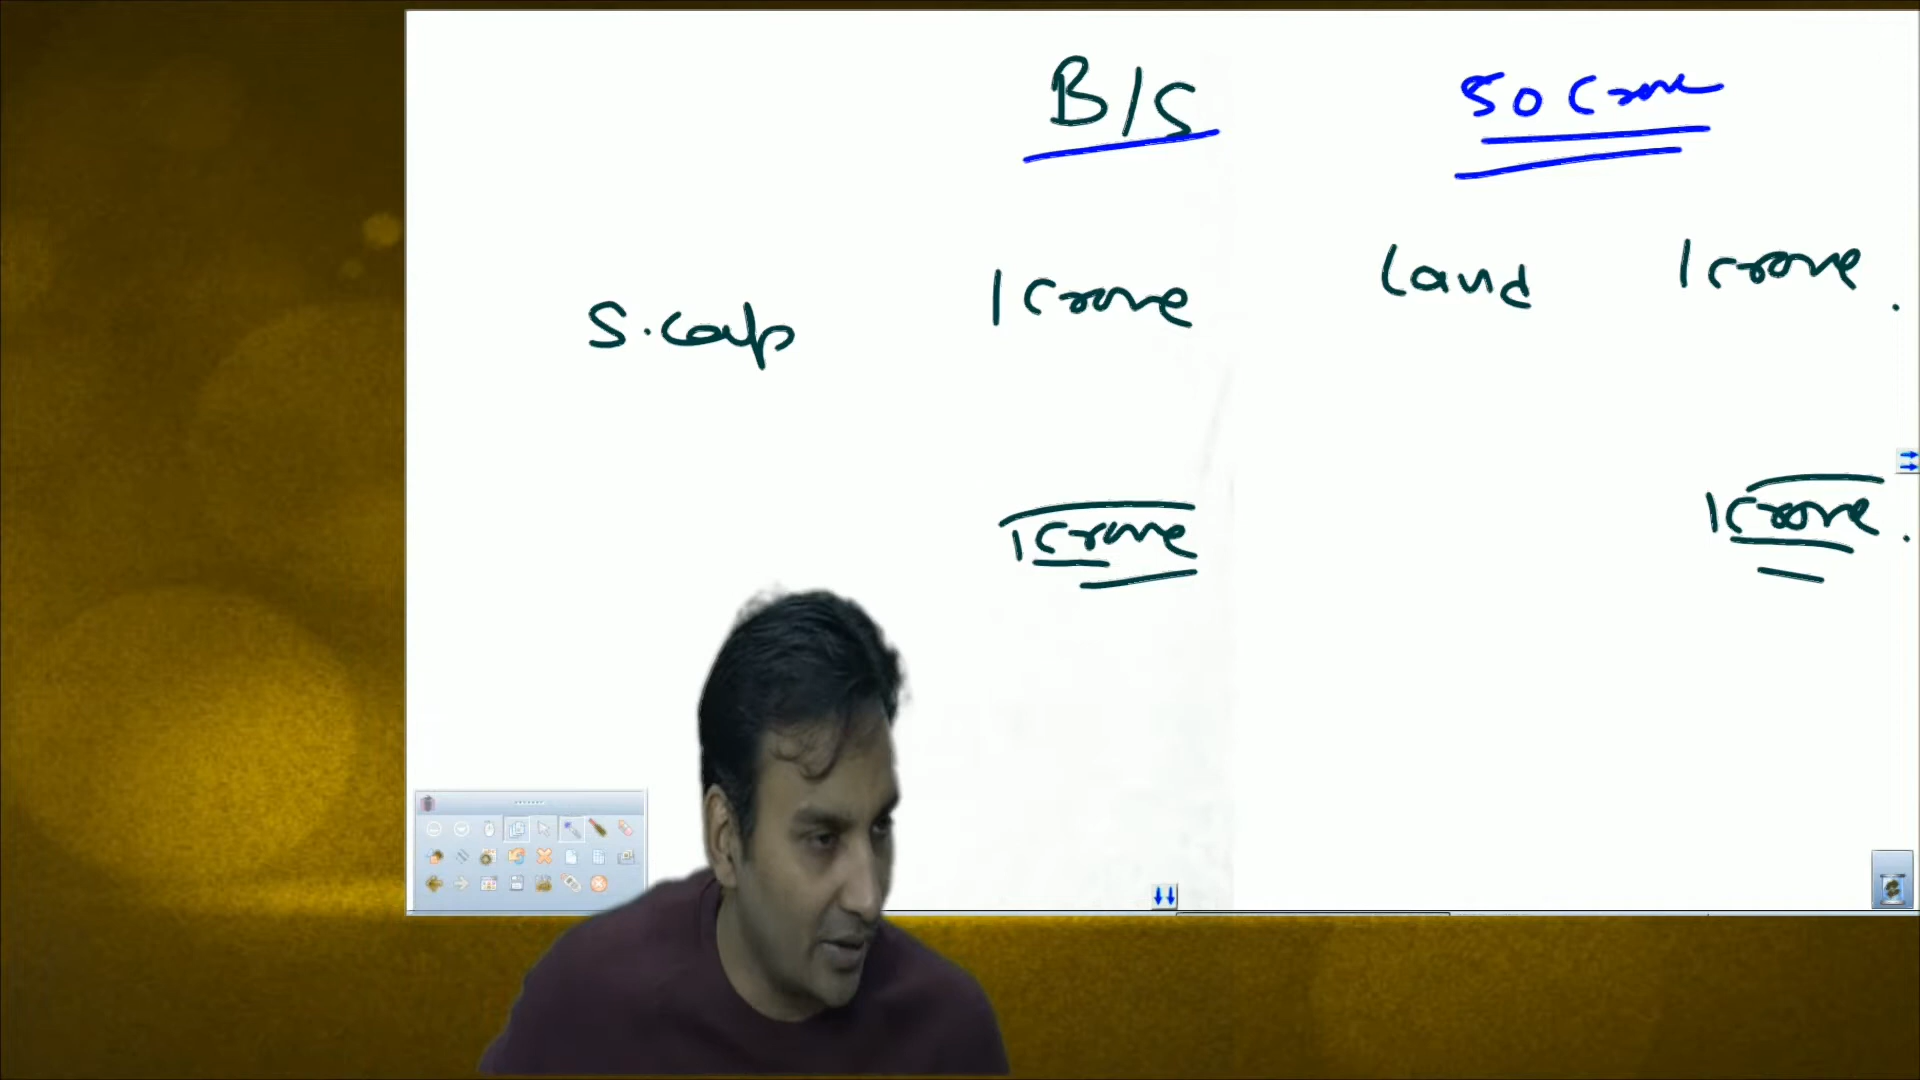 B/S
50 Crore
S.cap 1 Crore
Land 1 Crore.
1 Crore
1 Crore.